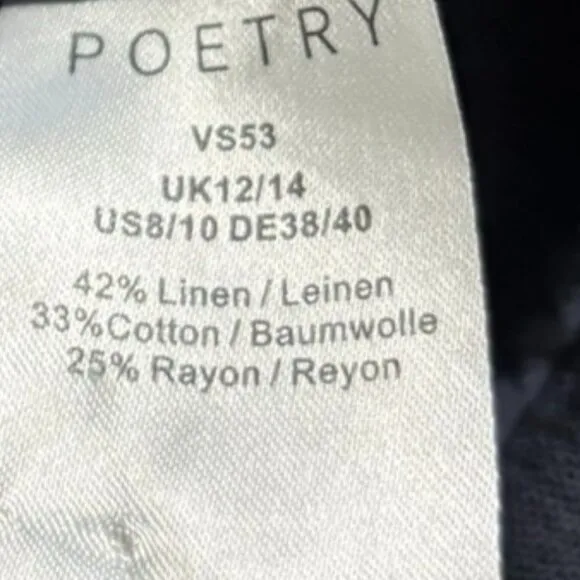 POETRY
VS53
UK12/14
US8/10 DE38/40
42% Linen / Leinen
33%Cotton / Baumwolle
25% Rayon / Reyon